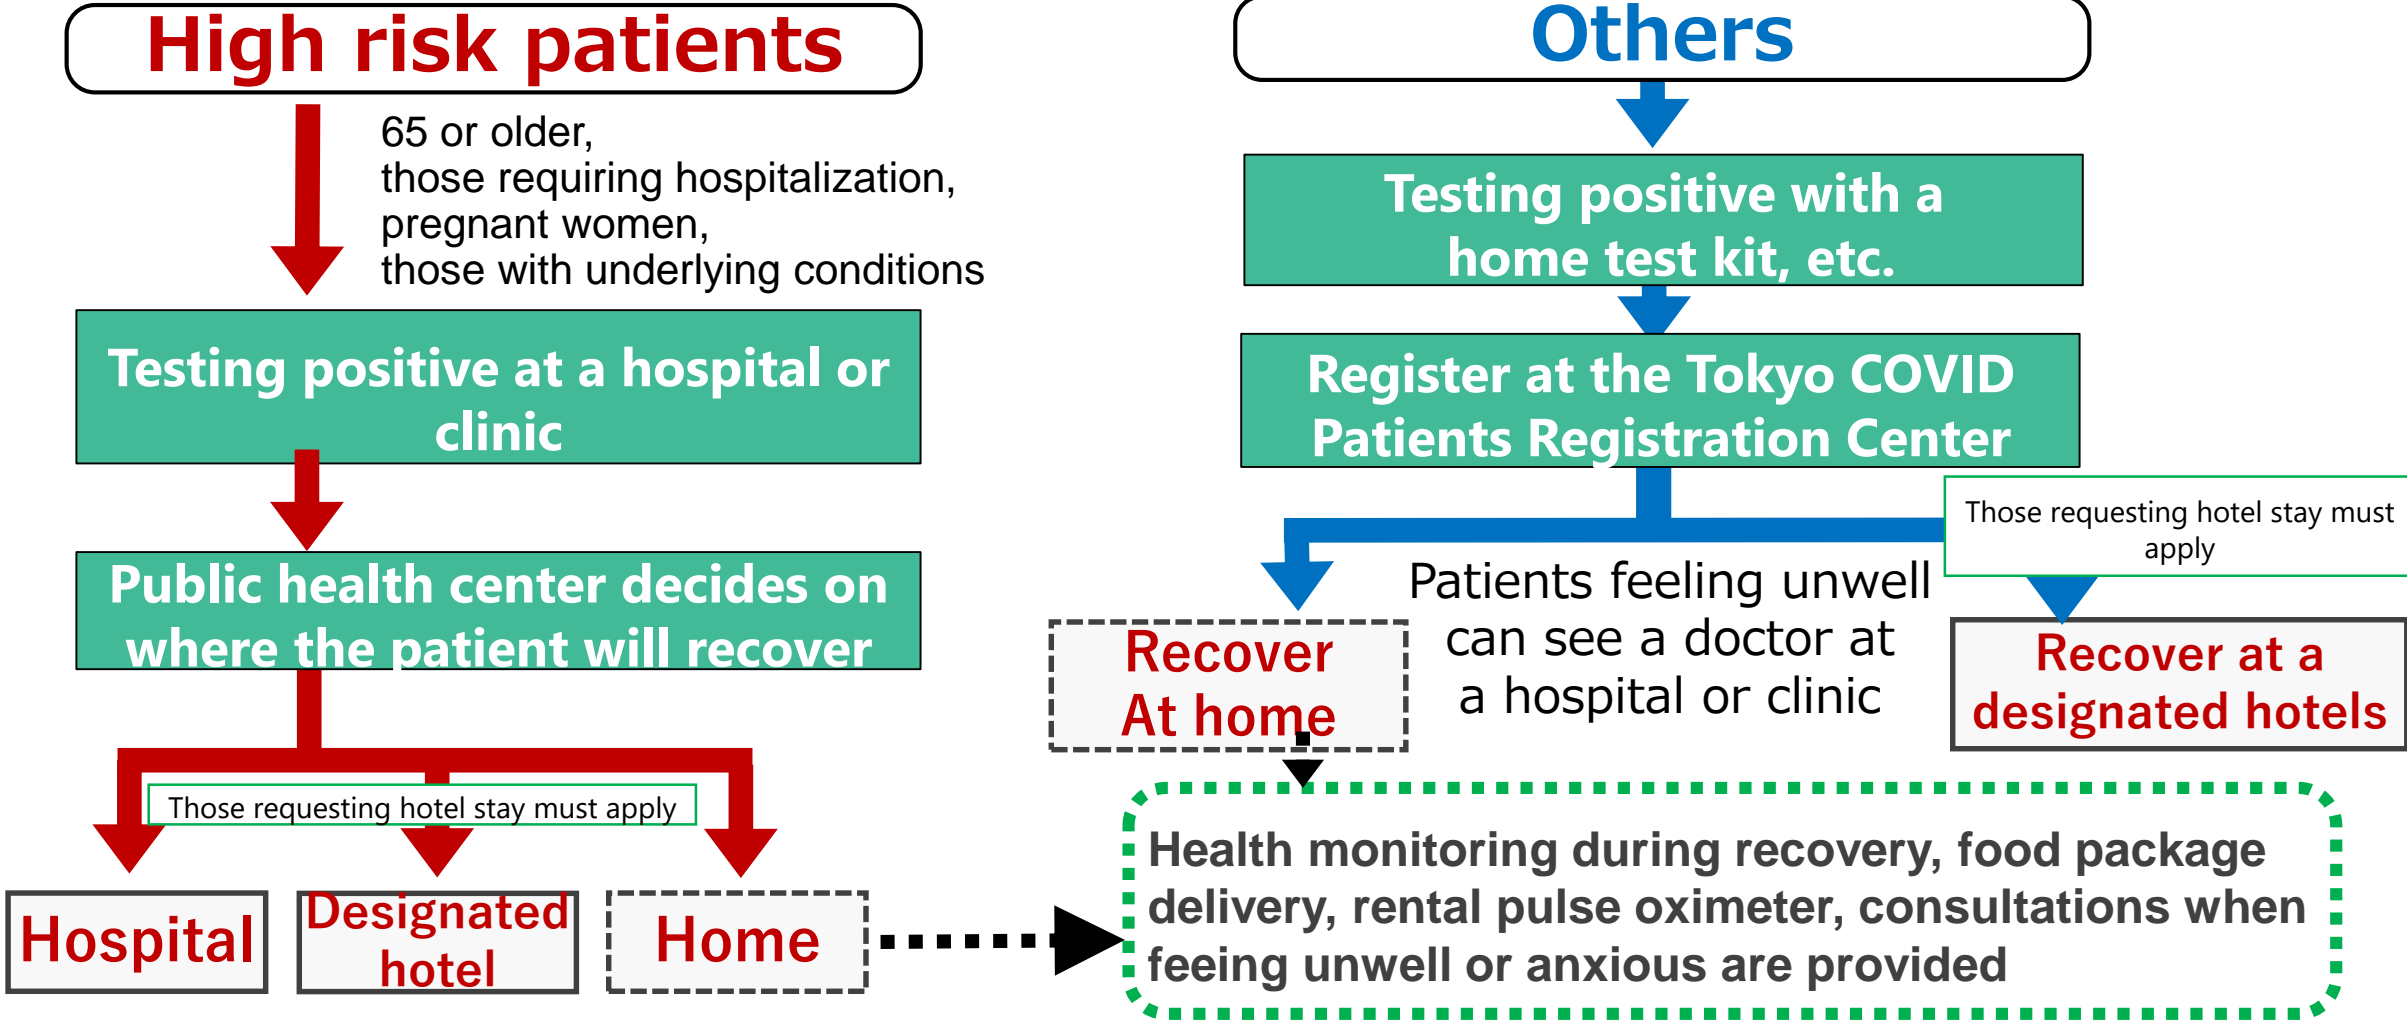 High risk patients
65 or older,
those requiring hospitalization,
pregnant women,
those with underlying conditions
Testing positive at a hospital or
clinic
Public health center decides on
where the patient will recover
Those requesting hotel stay must apply
Hospital
Designated
hotel
Home
Others
Testing positive with a
home test kit, etc.
Register at the Tokyo COVID
Patients Registration Center
Those requesting hotel stay must
apply
Patients feeling unwell
can see a doctor at
a hospital or clinic
Recover
At home
Recover at a
designated hotels
Health monitoring during recovery, food package
delivery, rental pulse oximeter, consultations when
feeing unwell or anxious are provided